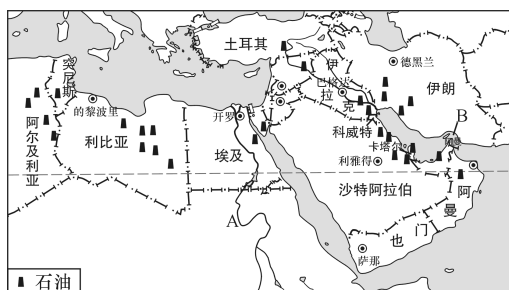 土耳其
突尼斯
的黎波里
阿尔及利亚
利比亚
开罗
埃及
A
伊拉克
巴格达
德黑兰
伊朗
B
科威特
卡塔尔
利雅得
沙特阿拉伯
阿曼
也门
萨那
石油